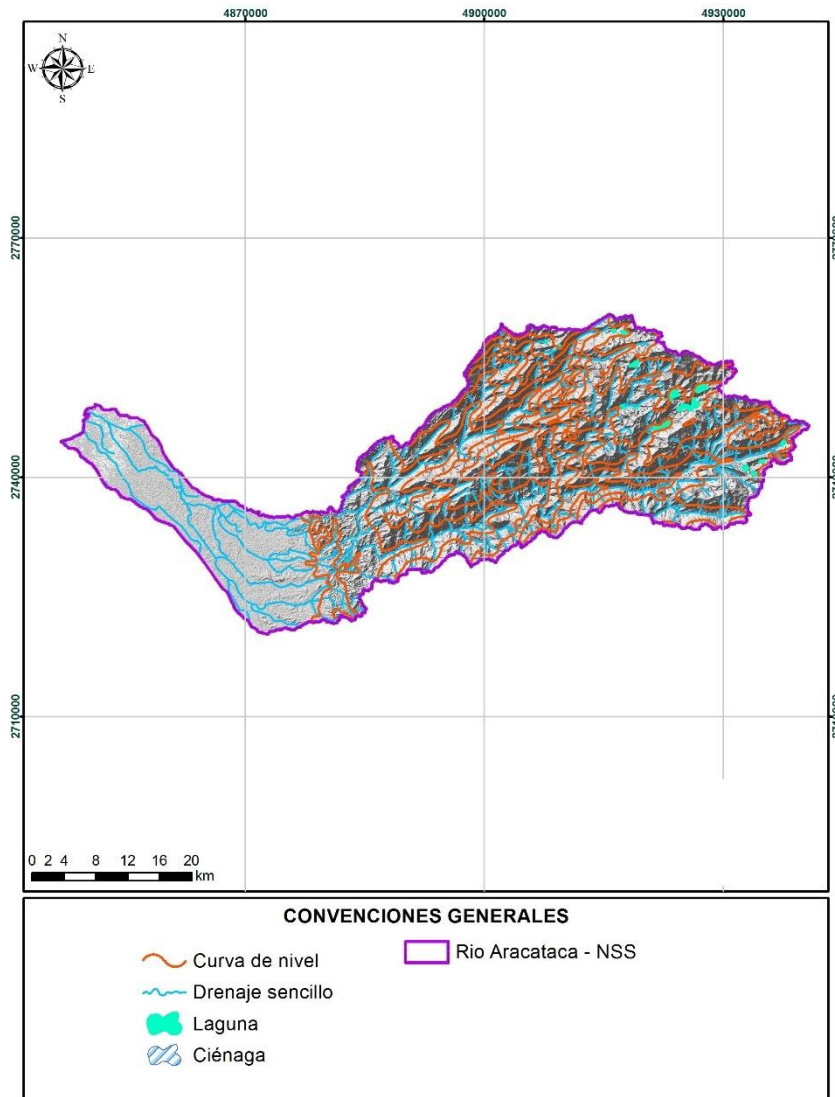 4870000 4900000 4930000
N
W E
S
2770000
2740000
2710000
0 2 4 8 12 16 20
km
CONVENCIONES GENERALES
Curva de nivel
Drenaje sencillo
Laguna
Ciénaga
Rio Aracataca - NSS